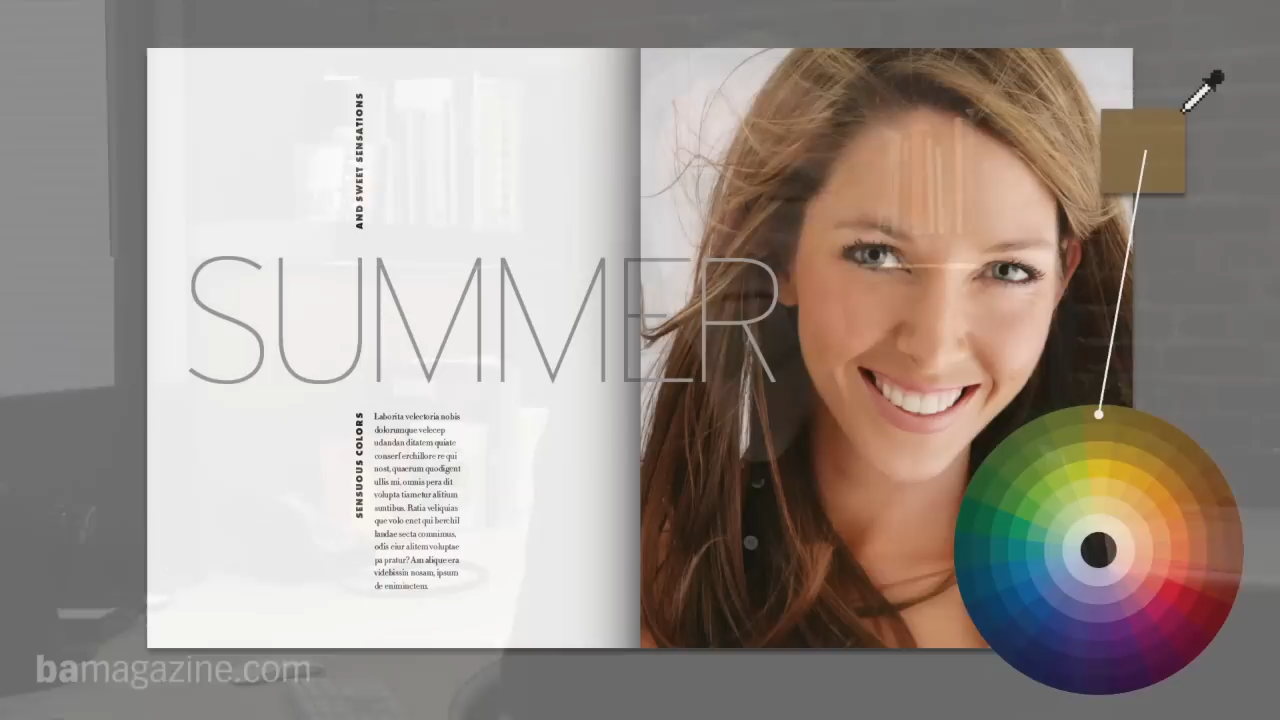 AND SWEET SENSATIONS
SUMMER
SENSUOUS COLORS
Laborita velectoria nobis
dolorumque velecep
udandan ditatem quiate
conserf erchillore re qui
nost, quaerum quodigent
ullis mi, omnis pera dit
volupta tiametur alitium
suntibus. Ratia veliquias
que volo enet qui berchil
landae secta comnimus,
odis eiur alitem voluptae
pa pratur? Am alique era
videbissin nosam, ipsum
de eniminctem.
bamagazine.com